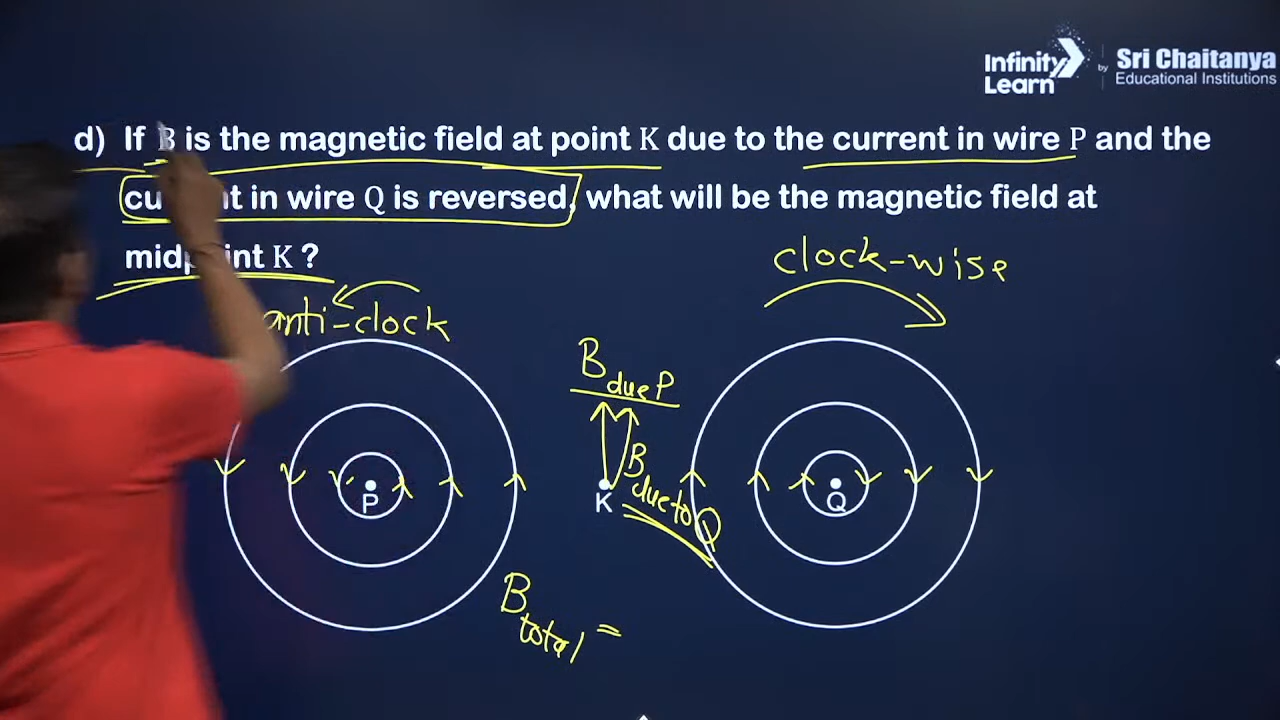 Infinity Learn by Sri Chaitanya Educational Institutions
d) If B is the magnetic field at point K due to the current in wire P and the
in wire Q is reversed, what will be the magnetic field at
K ?
clock-wise
anti-clock
B due P
B due to Q
P
K
Q
B total =